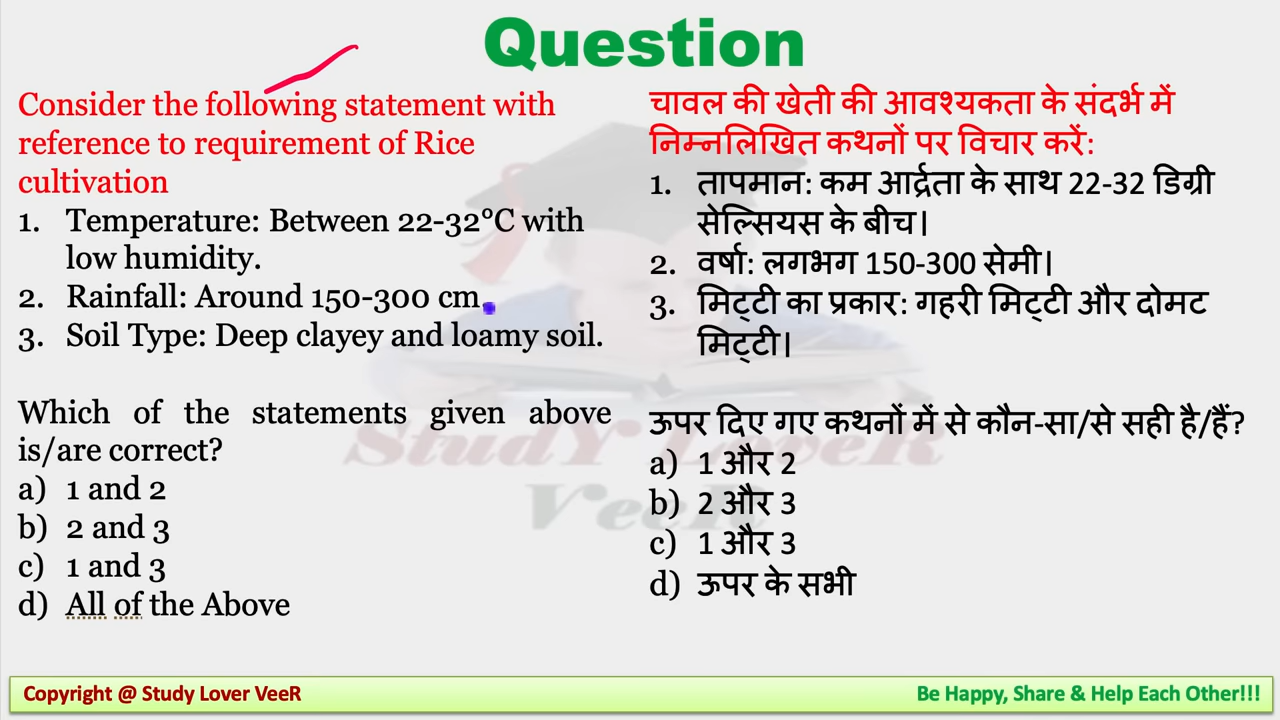 Question
Consider the following statement with
reference to requirement of Rice
cultivation
1. Temperature: Between 22-32°C with
low humidity.
2. Rainfall: Around 150-300 cm.
3. Soil Type: Deep clayey and loamy soil.
Which of the statements given above
is/are correct?
a) 1 and 2
b) 2 and 3
c) 1 and 3
d) All of the Above
चावल की खेती की आवश्यकता के संदर्भ में
निम्नलिखित कथनों पर विचार करें:
1. तापमान: कम आर्द्रता के साथ 22-32 डिग्री
सेल्सियस के बीच।
2. वर्षा: लगभग 150-300 सेमी।
3. मिट्टी का प्रकार: गहरी मिट्टी और दोमट
मिट्टी।
ऊपर दिए गए कथनों में से कौन-सा/से सही है/हैं?
a) 1 और 2
b) 2 और 3
c) 1 और 3
d) ऊपर के सभी
StudY LoveR
VeeR
Copyright @ Study Lover VeeR
Be Happy, Share & Help Each Other!!!